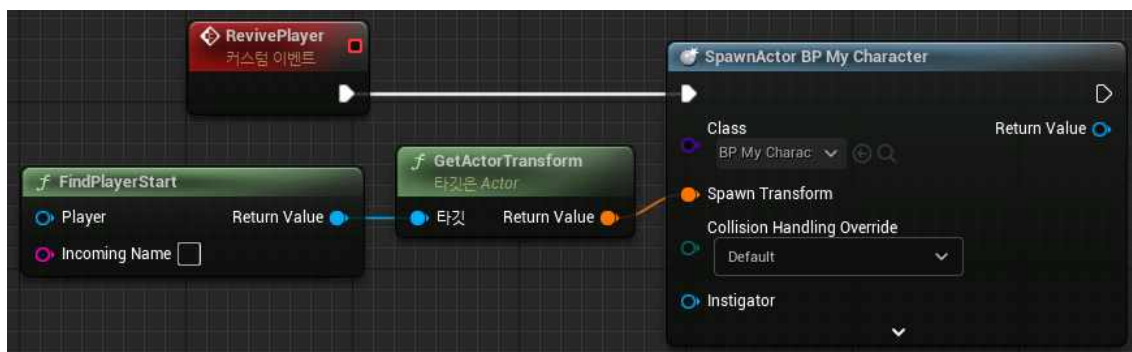 RevivePlayer
커스텀 이벤트
SpawnActor BP My Character
Class
Return Value
BP My Charac
f FindPlayerStart
Player
Return Value
Incoming Name
f GetActorTransform
타깃은 Actor
타깃
Return Value
Spawn Transform
Collision Handling Override
Default
Instigator